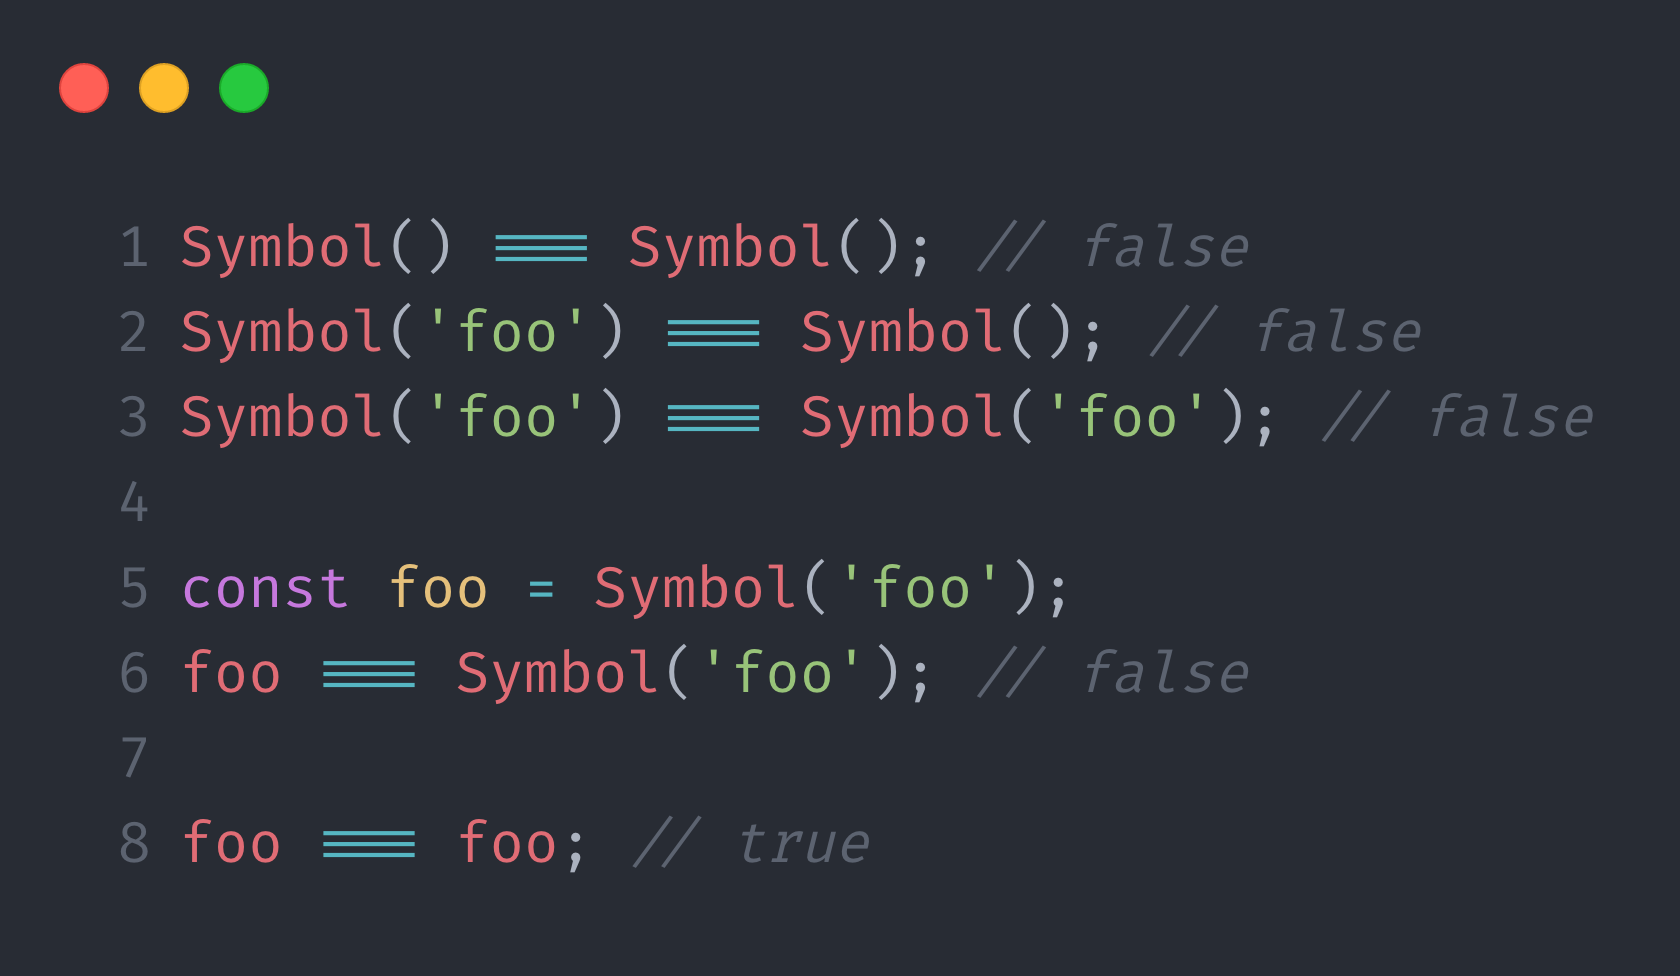 1 Symbol() === Symbol(); // false
2 Symbol('foo') === Symbol(); // false
3 Symbol('foo') === Symbol('foo'); // false
4
5 const foo = Symbol('foo');
6 foo === Symbol('foo'); // false
7
8 foo === foo; // true